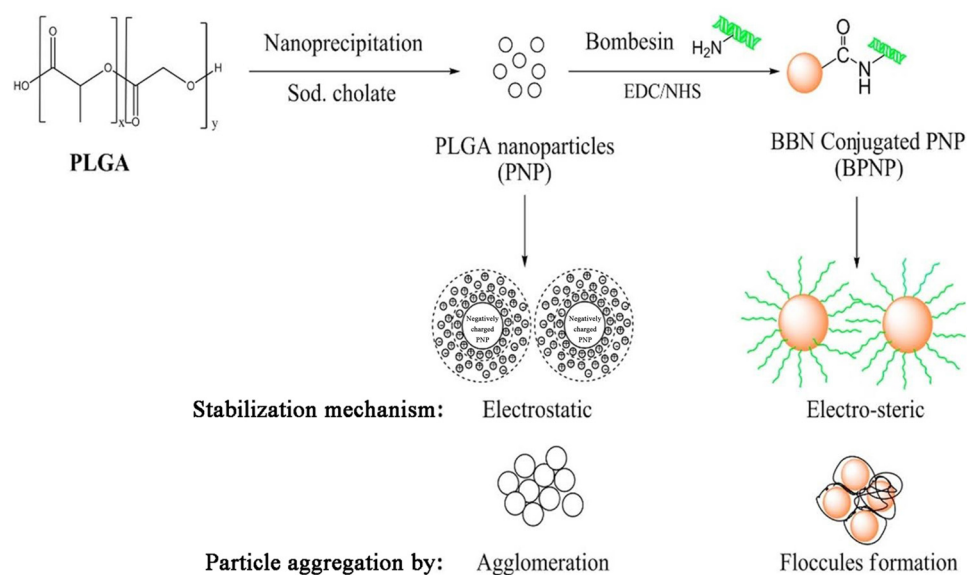 O
O
HO
O
O
O
H
x
y
PLGA
Nanoprecipitation
Sod. cholate
PLGA nanoparticles
(PNP)
Bombesin
H₂N
EDC/NHS
O
C
N
H
BBN Conjugated PNP
(BPNP)
Negatively
charged
PNP
Negatively
charged
PNP
Stabilization mechanism: Electrostatic Electro-steric
Particle aggregation by: Agglomeration Floccules formation